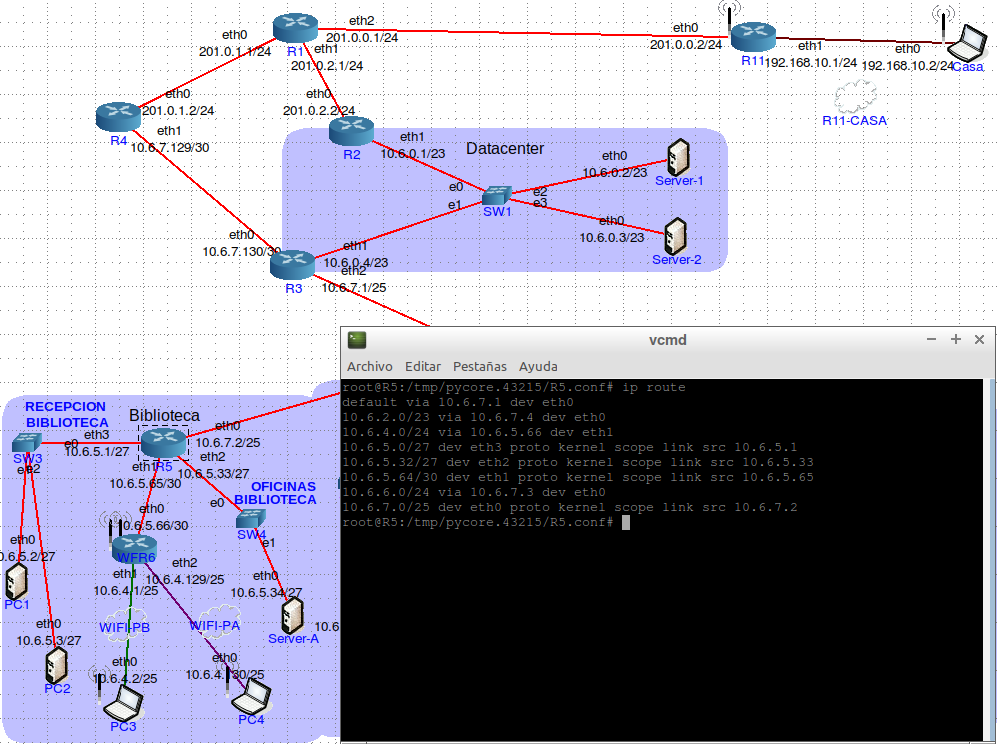 eth2
eth0
R1
201.0.0.1/24
201.0.1.1/24
eth1
201.0.2.1/24
eth0
201.0.0.2/24
R11
eth1
192.168.10.1/24
eth0
192.168.10.2/24
Casa
R11-CASA
eth0
201.0.1.2/24
R4
eth1
10.6.7.129/30
eth0
201.0.2.2/24
R2
eth1
10.6.0.1/23
Datacenter
e0
e1
SW1
e2
e3
eth0
10.6.0.2/23
Server-1
eth0
10.6.0.3/23
Server-2
eth0
10.6.7.130/30
R3
eth1
10.6.0.4/23
eth2
10.6.7.1/25
vcmd
Archivo Editar Pestañas Ayuda
root@R5:/tmp/pycore.43215/R5.conf# ip route
default via 10.6.7.1 dev eth0
10.6.2.0/23 via 10.6.7.4 dev eth0
10.6.4.0/24 via 10.6.5.66 dev eth1
10.6.5.0/27 dev eth3 proto kernel scope link src 10.6.5.1
10.6.5.32/27 dev eth2 proto kernel scope link src 10.6.5.33
10.6.5.64/30 dev eth1 proto kernel scope link src 10.6.5.65
10.6.6.0/24 via 10.6.7.3 dev eth0
10.6.7.0/25 dev eth0 proto kernel scope link src 10.6.7.2
root@R5:/tmp/pycore.43215/R5.conf#
RECEPCION
BIBLIOTECA
Biblioteca
eth3
e0
10.6.5.1/27
SW3
e2
eth0
10.6.7.2/25
R5
eth2
10.6.5.33/27
eth1
10.6.5.65/30
OFICINAS
BIBLIOTECA
e0
SW4
e1
eth0
10.6.5.66/30
WFR6
eth1
10.6.4.1/25
eth2
10.6.4.129/25
eth0
10.6.5.34/27
Server-A
10.6
eth0
0.6.5.2/27
PC1
eth0
10.6.5.3/27
PC2
WIFI-PB
WIFI-PA
eth0
10.6.4.2/25
PC3
eth0
10.6.4.130/25
PC4